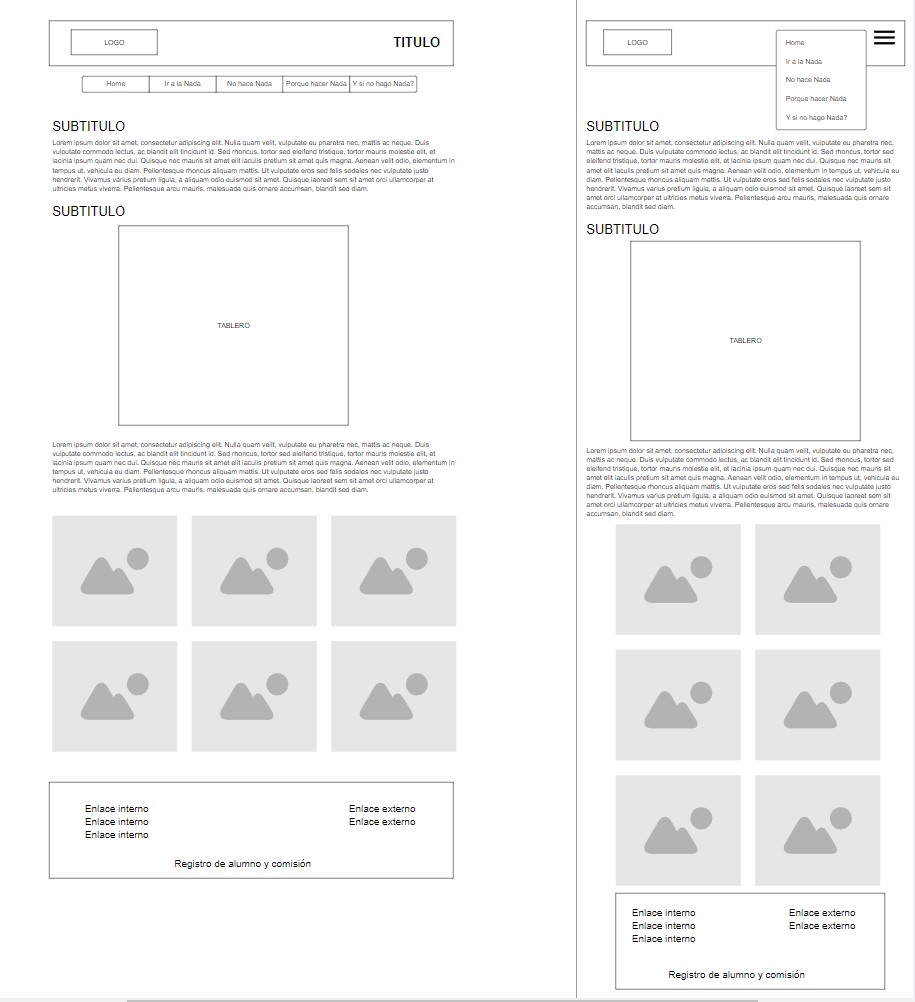 LOGO
TITULO
Home
Ir a la Nada
No hace Nada
Porque hacer Nada
Y si no hago Nada?
SUBTITULO
Lorem ipsum dolor sit amet, consectetur adipiscing elit. Nulla quam velit, vulputate eu pharetra nec, mattis ac neque. Duis
vulputate commodo lectus, ac blandit elit tincidunt id. Sed rhoncus, tortor sed eleifend tristique, tortor mauris molestie elit, et
lacinia ipsum quam nec dui. Quisque nec mauris sit amet elit iaculis pretium sit amet quis magna. Aenean velit odio, elementum in
tempus ut, vehicula eu diam. Pellentesque rhoncus aliquam mattis. Ut vulputate eros sed felis sodales nec vulputate justo
hendrerit. Vivamus varius pretium ligula, a aliquam odio euismod sit amet. Quisque laoreet sem sit amet orci ullamcorper at
ultricies metus viverra. Pellentesque arcu mauris, malesuada quis ornare accumsan, blandit sed diam.
SUBTITULO
TABLERO
Lorem ipsum dolor sit amet, consectetur adipiscing elit. Nulla quam velit, vulputate eu pharetra nec, mattis ac neque. Duis
vulputate commodo lectus, ac blandit elit tincidunt id. Sed rhoncus, tortor sed eleifend tristique, tortor mauris molestie elit, et
lacinia ipsum quam nec dui. Quisque nec mauris sit amet elit iaculis pretium sit amet quis magna. Aenean velit odio, elementum in
tempus ut, vehicula eu diam. Pellentesque rhoncus aliquam mattis. Ut vulputate eros sed felis sodales nec vulputate justo
hendrerit. Vivamus varius pretium ligula, a aliquam odio euismod sit amet. Quisque laoreet sem sit amet orci ullamcorper at
ultricies metus viverra. Pellentesque arcu mauris, malesuada quis ornare accumsan, blandit sed diam.
Enlace interno
Enlace interno
Enlace interno
Enlace externo
Enlace externo
Registro de alumno y comisión
LOGO
Home
Ir a la Nada
No hace Nada
Porque hacer Nada
Y si no hago Nada?
SUBTITULO
Lorem ipsum dolor sit amet, consectetur adipiscing elit. Nulla quam velit, vulputate eu pharetra nec,
mattis ac neque. Duis vulputate commodo lectus, ac blandit elit tincidunt id. Sed rhoncus, tortor sed
eleifend tristique, tortor mauris molestie elit, et lacinia ipsum quam nec dui. Quisque nec mauris sit
amet elit iaculis pretium sit amet quis magna. Aenean velit odio, elementum in tempus ut, vehicula eu
diam. Pellentesque rhoncus aliquam mattis. Ut vulputate eros sed felis sodales nec vulputate justo
hendrerit. Vivamus varius pretium ligula, a aliquam odio euismod sit amet. Quisque laoreet sem sit
amet orci ullamcorper at ultricies metus viverra. Pellentesque arcu mauris, malesuada quis ornare
accumsan, blandit sed diam.
SUBTITULO
TABLERO
Lorem ipsum dolor sit amet, consectetur adipiscing elit. Nulla quam velit, vulputate eu pharetra nec,
mattis ac neque. Duis vulputate commodo lectus, ac blandit elit tincidunt id. Sed rhoncus, tortor sed
eleifend tristique, tortor mauris molestie elit, et lacinia ipsum quam nec dui. Quisque nec mauris sit
amet elit iaculis pretium sit amet quis magna. Aenean velit odio, elementum in tempus ut, vehicula eu
diam. Pellentesque rhoncus aliquam mattis. Ut vulputate eros sed felis sodales nec vulputate justo
hendrerit. Vivamus varius pretium ligula, a aliquam odio euismod sit amet. Quisque laoreet sem sit
amet orci ullamcorper at ultricies metus viverra. Pellentesque arcu mauris, malesuada quis ornare
accumsan, blandit sed diam.
Enlace interno
Enlace interno
Enlace interno
Enlace externo
Enlace externo
Registro de alumno y comisión